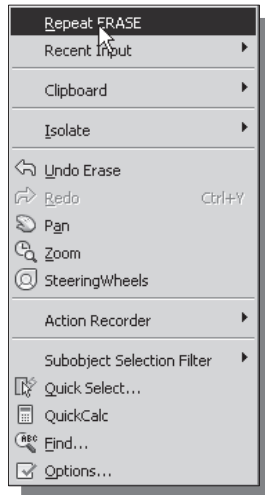 Repeat ERASE
Recent Input
Clipboard
Isolate
Undo Erase
Redo Ctrl+Y
Pan
Zoom
SteeringWheels
Action Recorder
Subobject Selection Filter
Quick Select...
QuickCalc
ABC Find...
Options...